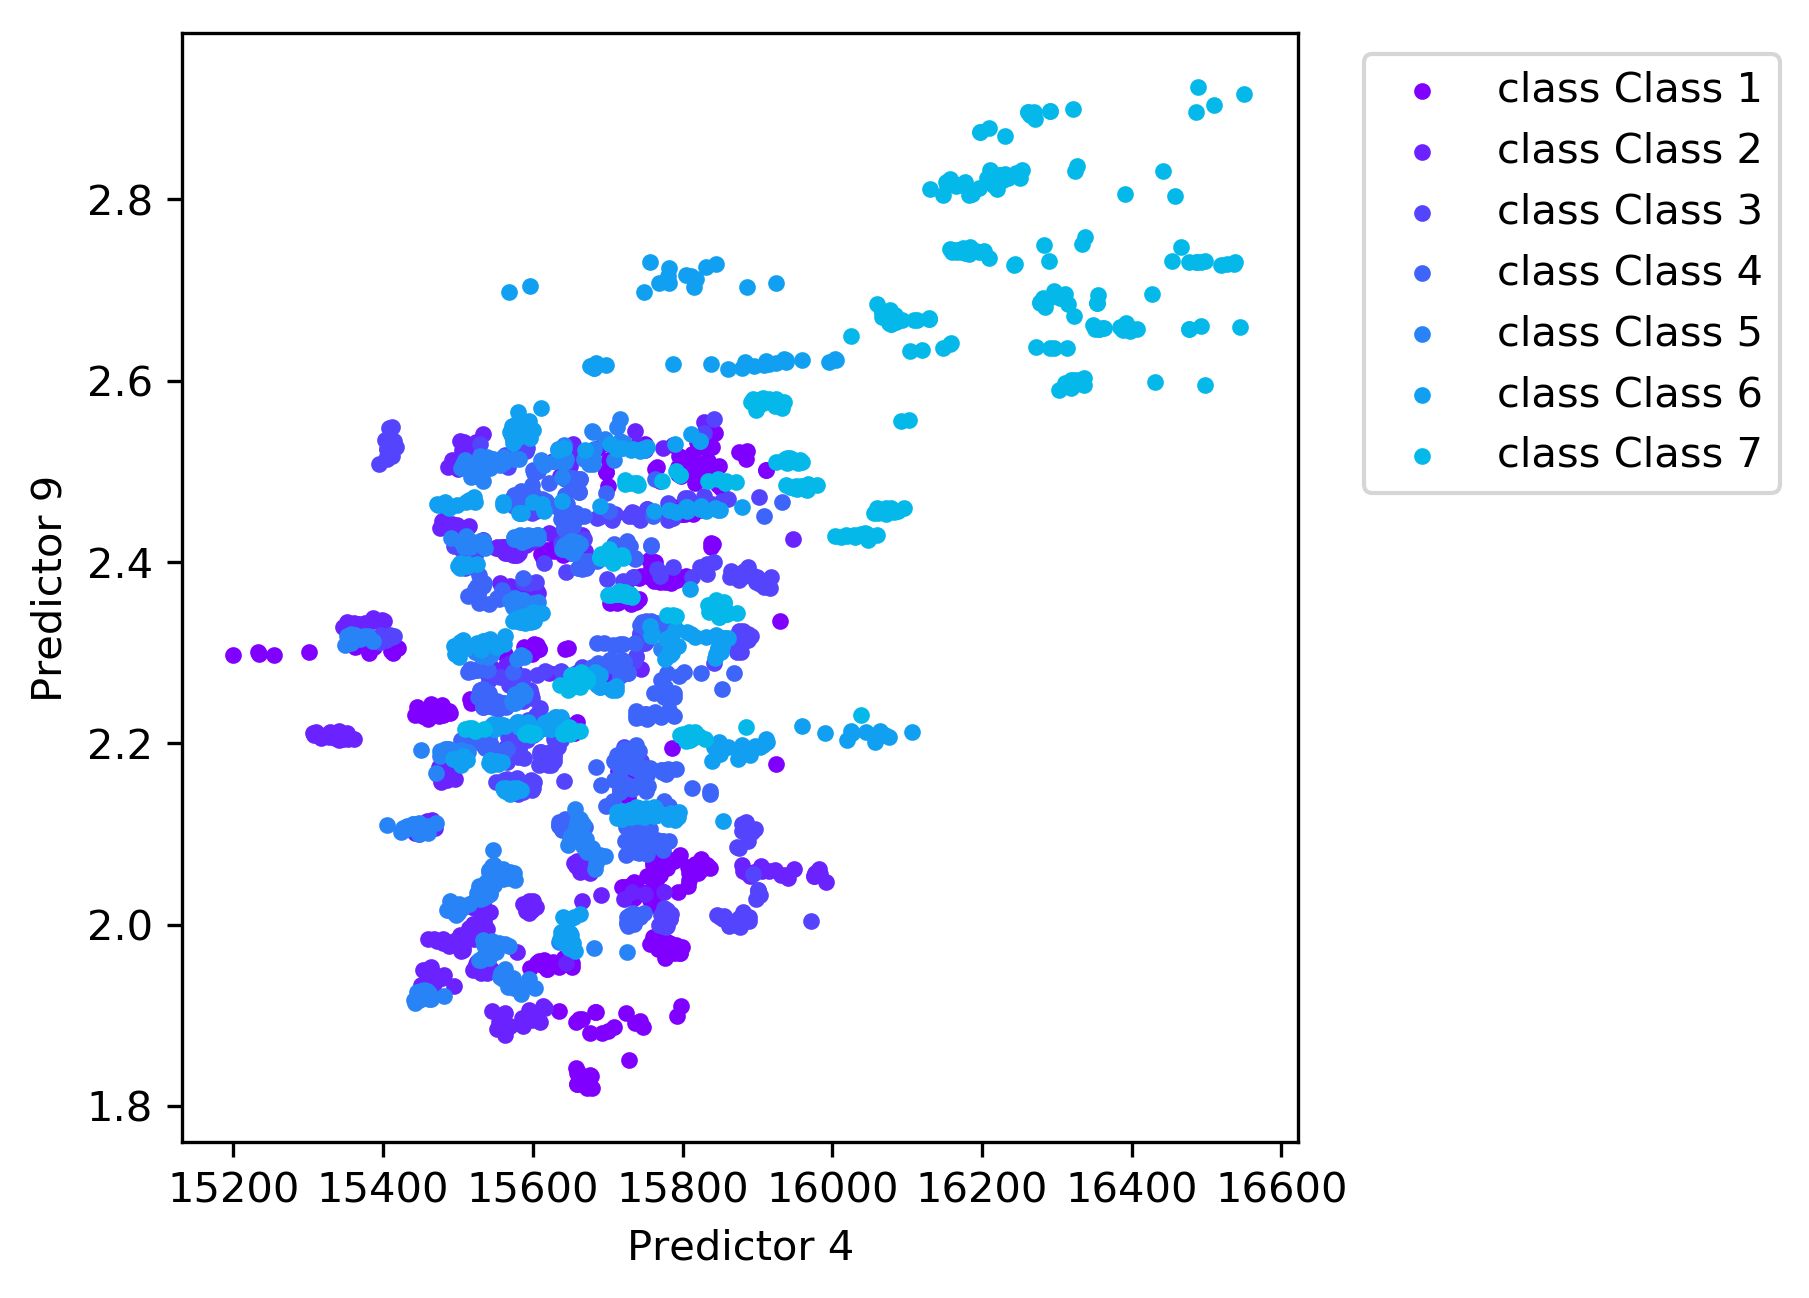 class Class 1
class Class 2
class Class 3
class Class 4
class Class 5
class Class 6
class Class 7
2.8
2.6
2.4
2.2
2.0
1.8
Predictor 9
15200 15400 15600 15800 16000 16200 16400 16600
Predictor 4